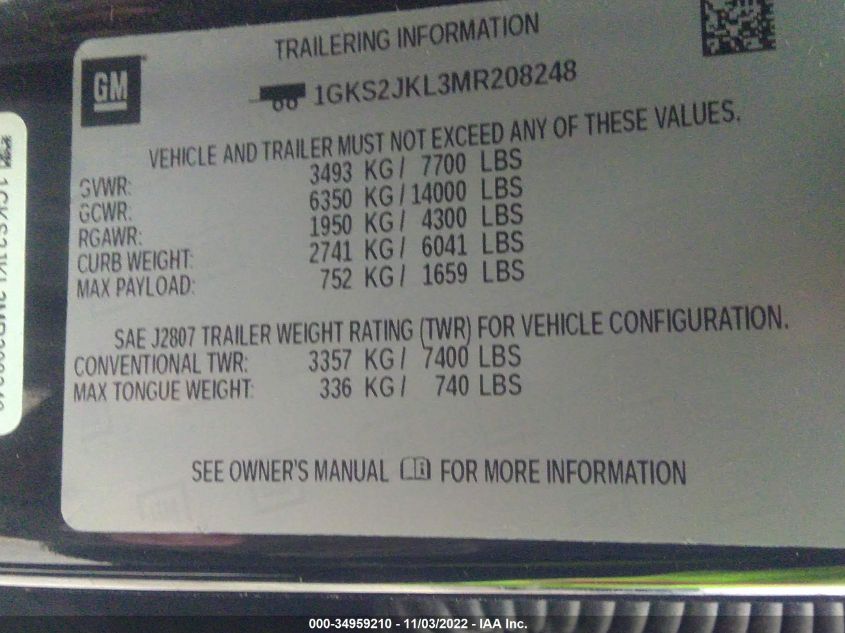 TRAILERING INFORMATION
GM
1GKS2JKL3MR208248
VEHICLE AND TRAILER MUST NOT EXCEED ANY OF THESE VALUES.
GVWR: 3493 KG/ 7700 LBS
GCWR: 6350 KG/ 14000 LBS
RGAWR: 1950 KG/ 4300 LBS
CURB WEIGHT: 2741 KG/ 6041 LBS
MAX PAYLOAD: 752 KG/ 1659 LBS
SAE J2807 TRAILER WEIGHT RATING (TWR) FOR VEHICLE CONFIGURATION.
CONVENTIONAL TWR: 3357 KG/ 7400 LBS
MAX TONGUE WEIGHT: 336 KG/ 740 LBS
SEE OWNER'S MANUAL FOR MORE INFORMATION
000-34959210 - 11/03/2022 - IAA Inc.